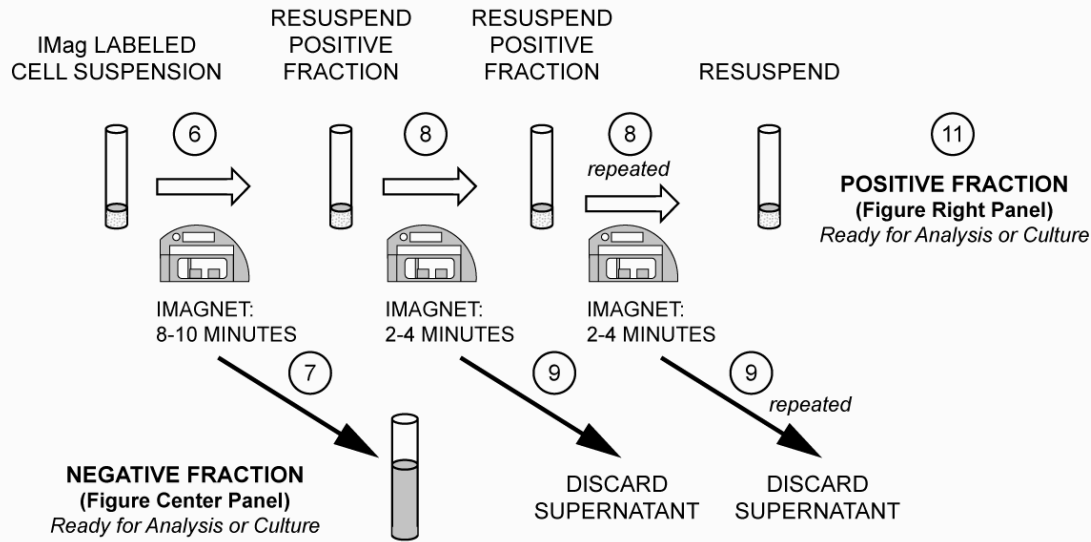 IMag LABELED
CELL SUSPENSION
RESUSPEND
POSITIVE
FRACTION
RESUSPEND
POSITIVE
FRACTION
RESUSPEND
6
8
8
repeated
11
POSITIVE FRACTION
(Figure Right Panel)
Ready for Analysis or Culture
IMAGNET:
8-10 MINUTES
IMAGNET:
2-4 MINUTES
IMAGNET:
2-4 MINUTES
7
9
9
repeated
NEGATIVE FRACTION
(Figure Center Panel)
Ready for Analysis or Culture
DISCARD
SUPERNATANT
DISCARD
SUPERNATANT